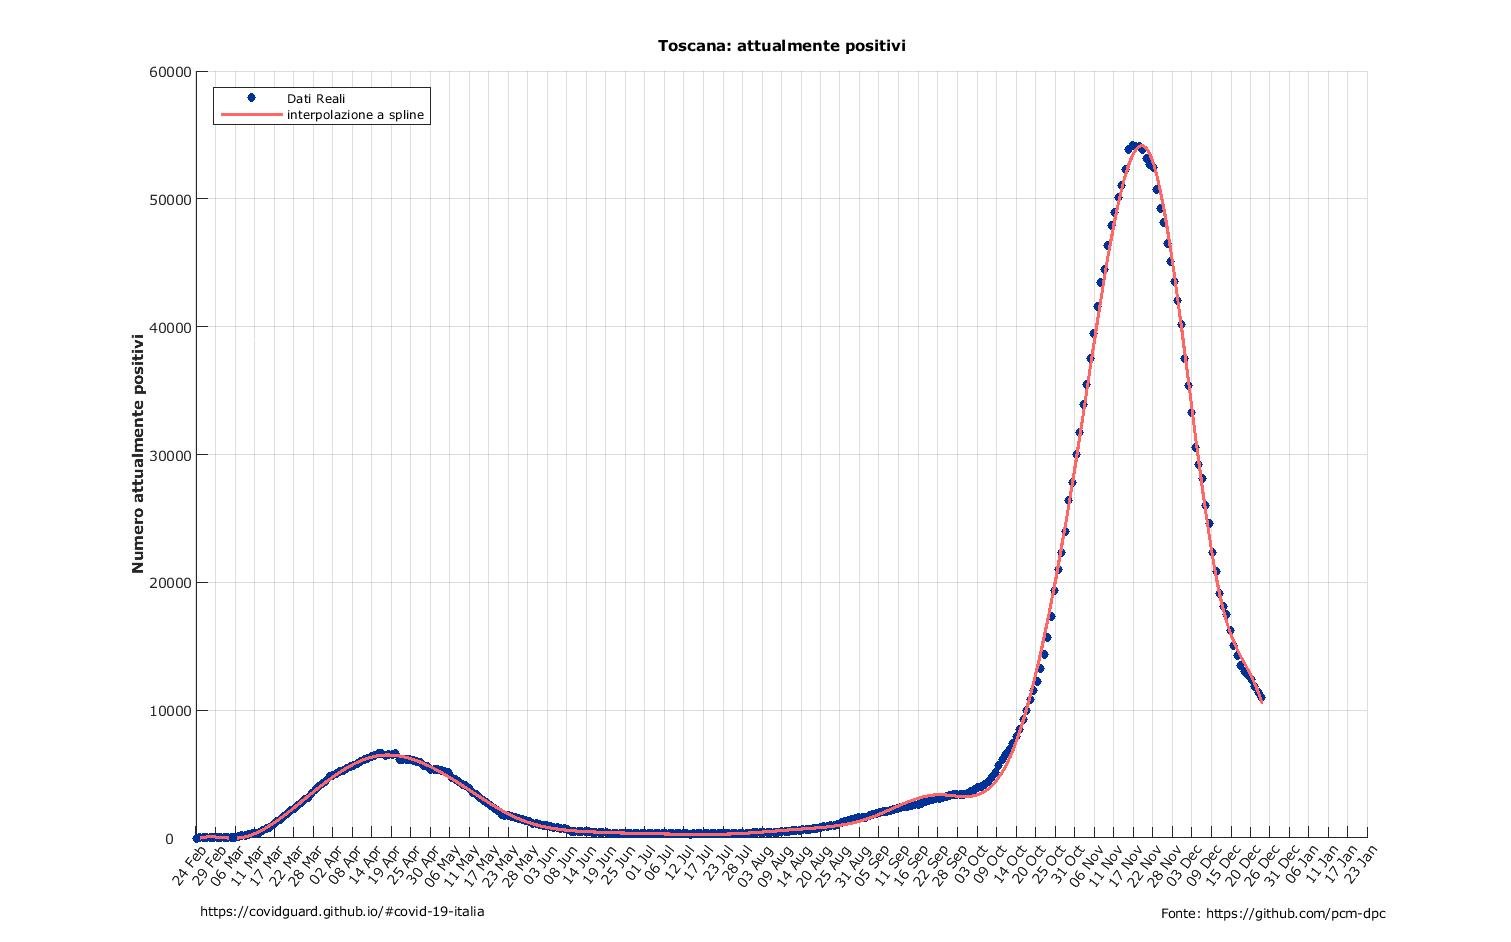 Toscana: attualmente positivi
Dati Reali
interpolazione a spline
Numero attualmente positivi
60000
50000
40000
30000
20000
10000
0
24 Feb
29 Feb
06 Mar
11 Mar
17 Mar
22 Mar
28 Mar
02 Apr
08 Apr
14 Apr
19 Apr
25 Apr
30 Apr
06 May
11 May
17 May
23 May
28 May
03 Jun
08 Jun
14 Jun
19 Jun
25 Jun
01 Jul
06 Jul
12 Jul
17 Jul
23 Jul
28 Jul
03 Aug
09 Aug
14 Aug
20 Aug
25 Aug
31 Aug
05 Sep
11 Sep
16 Sep
22 Sep
28 Sep
03 Oct
09 Oct
14 Oct
20 Oct
25 Oct
31 Oct
06 Nov
11 Nov
17 Nov
22 Nov
28 Nov
03 Dec
09 Dec
15 Dec
20 Dec
26 Dec
31 Dec
06 Jan
11 Jan
17 Jan
23 Jan
https://covidguard.github.io/#covid-19-italia
Fonte: https://github.com/pcm-dpc